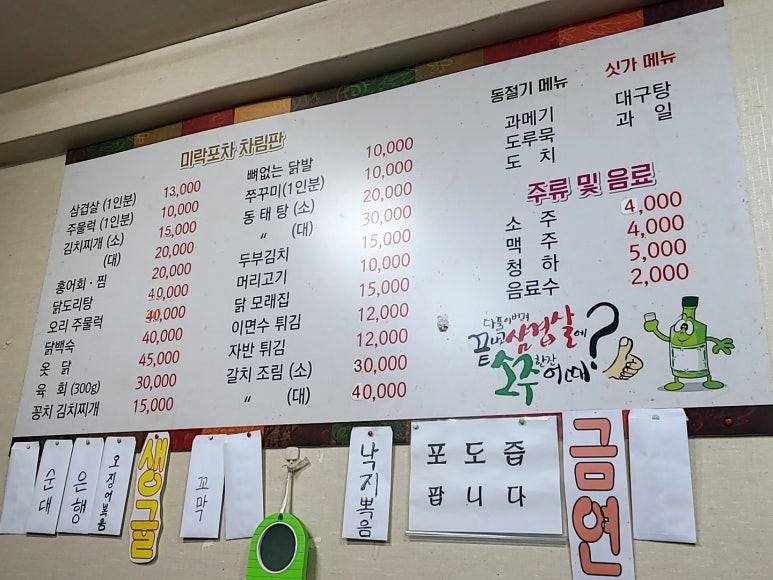 미락포차 차림판
삼겹살 (1인분) 13,000
주물럭 (1인분) 10,000
김치찌개 (소) 15,000
(대) 20,000
홍어회 · 찜 20,000
닭도리탕 40,000
오리 주물럭 40,000
닭백숙 40,000
옷 닭 45,000
육 회 (300g) 30,000
꽁치 김치찌개 15,000
뼈없는 닭발 10,000
쭈꾸미 (1인분) 10,000
동 태 탕 (소) 20,000
〃 (대) 30,000
두부김치 15,000
머리고기 10,000
닭 모래집 15,000
이면수 튀김 12,000
자반 튀김 12,000
갈치 조림 (소) 30,000
〃 (대) 40,000
동절기 메뉴
과메기
도루묵
도 치
싯가 메뉴
대구탕
과 일
주류 및 음료
소 주 4,000
맥 주 4,000
청 하 5,000
음료수 2,000
삼겹살에
소주 한잔 어때?
순대
은행
오징어볶음
생굴
꼬막
낙지볶음
포 도 즙
팝 니 다
금연